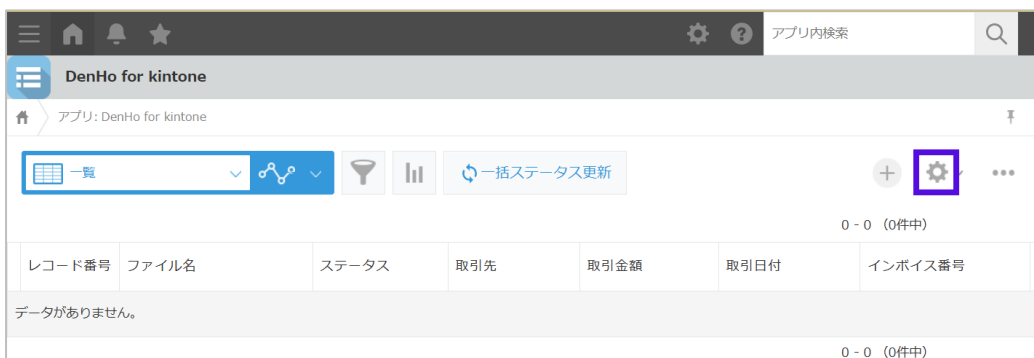 アプリ内検索
DenHo for kintone
アプリ: DenHo for kintone
一覧 一括ステータス更新
0 - 0 （0件中）
レコード番号 ファイル名 ステータス 取引先 取引金額 取引日付 インボイス番号
データがありません。
0 - 0 （0件中）